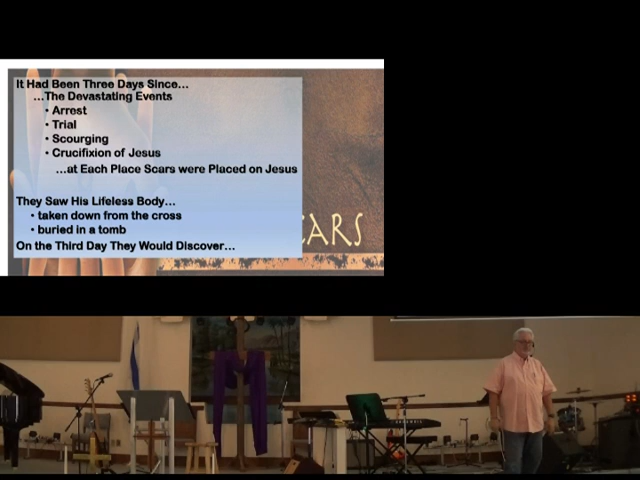 It Had Been Three Days Since...
...The Devastating Events
• Arrest
• Trial
• Scourging
• Crucifixion of Jesus
...at Each Place Scars were Placed on Jesus
They Saw His Lifeless Body...
• taken down from the cross
• buried in a tomb
On the Third Day They Would Discover...